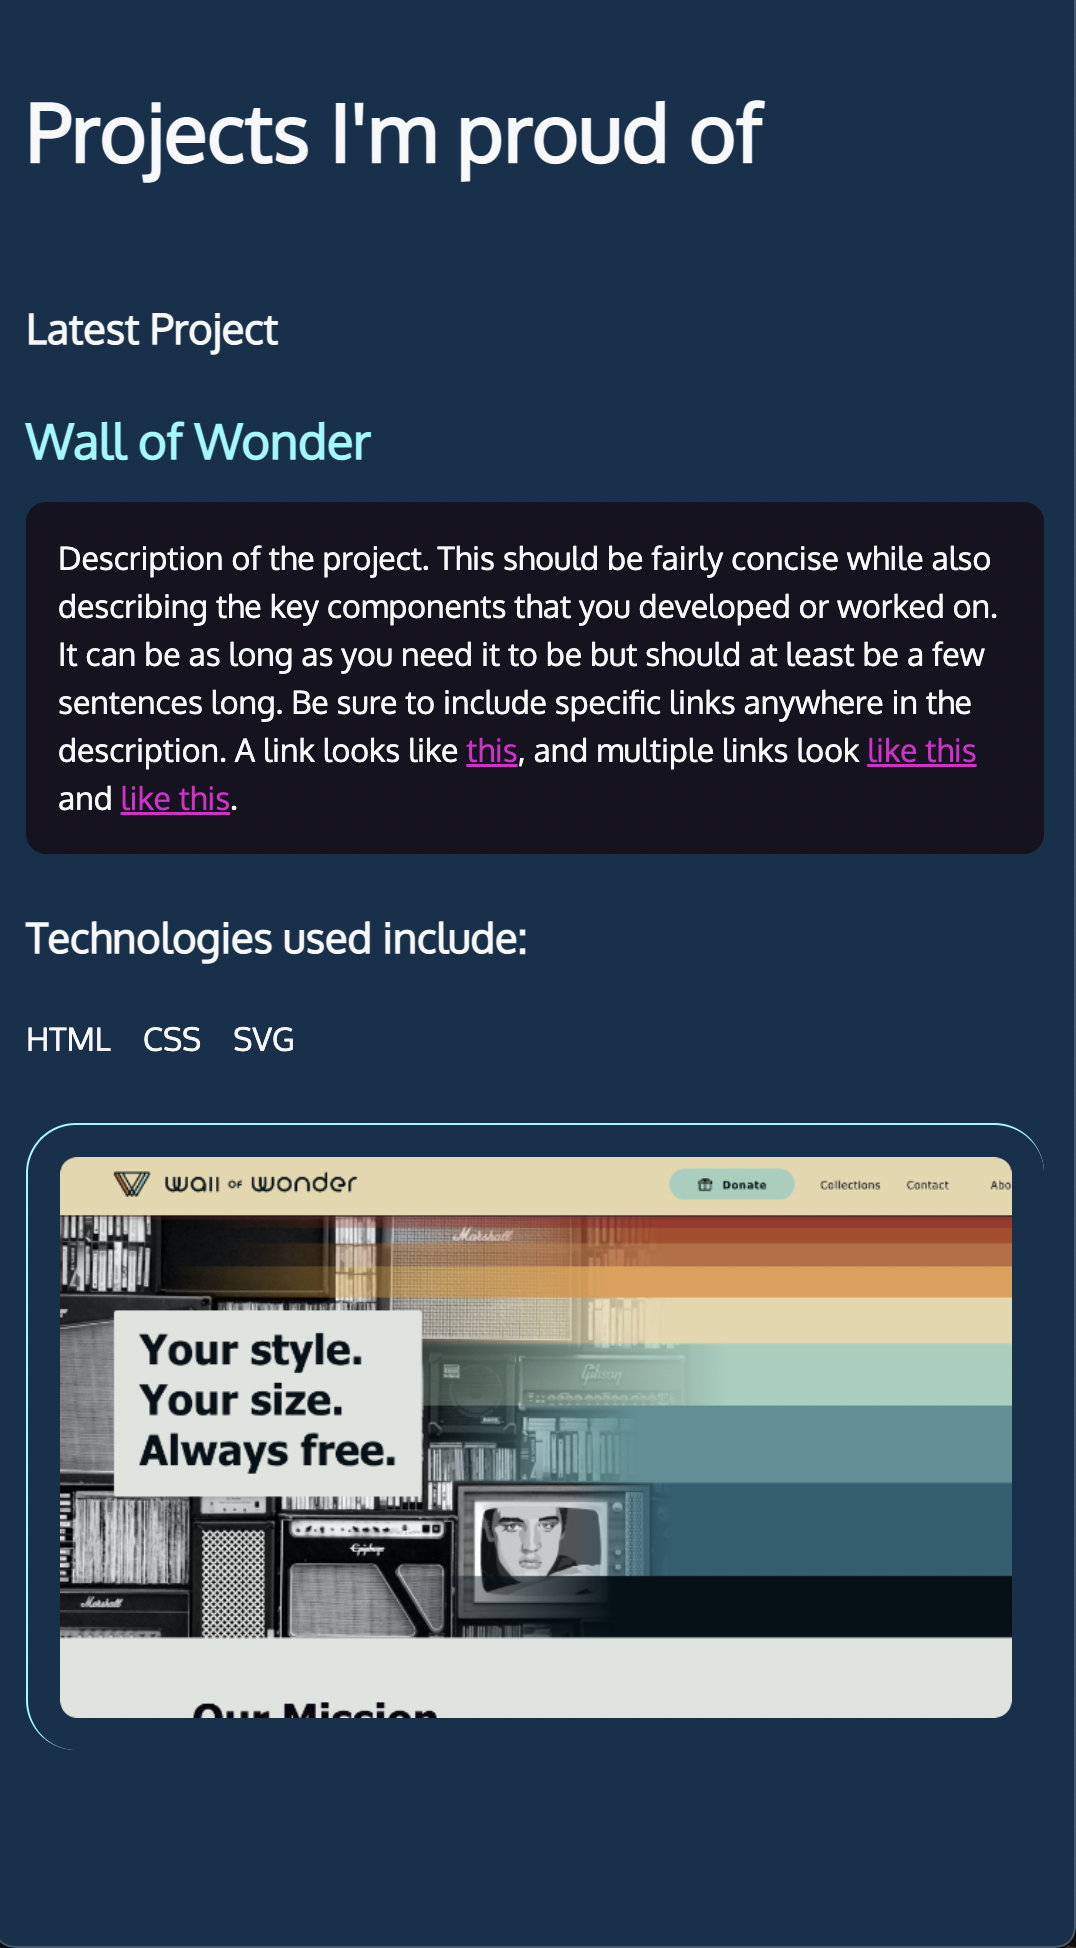 Projects I'm proud of
Latest Project
Wall of Wonder
Description of the project. This should be fairly concise while also
describing the key components that you developed or worked on.
It can be as long as you need it to be but should at least be a few
sentences long. Be sure to include specific links anywhere in the
description. A link looks like this, and multiple links look like this
and like this.
Technologies used include:
HTML CSS SVG
wall OF wonder
Donate Collections Contact Abo
Marshall
Your style.
Your size.
Always free.
Gibson
Epiphone
Marshall
Our Mission